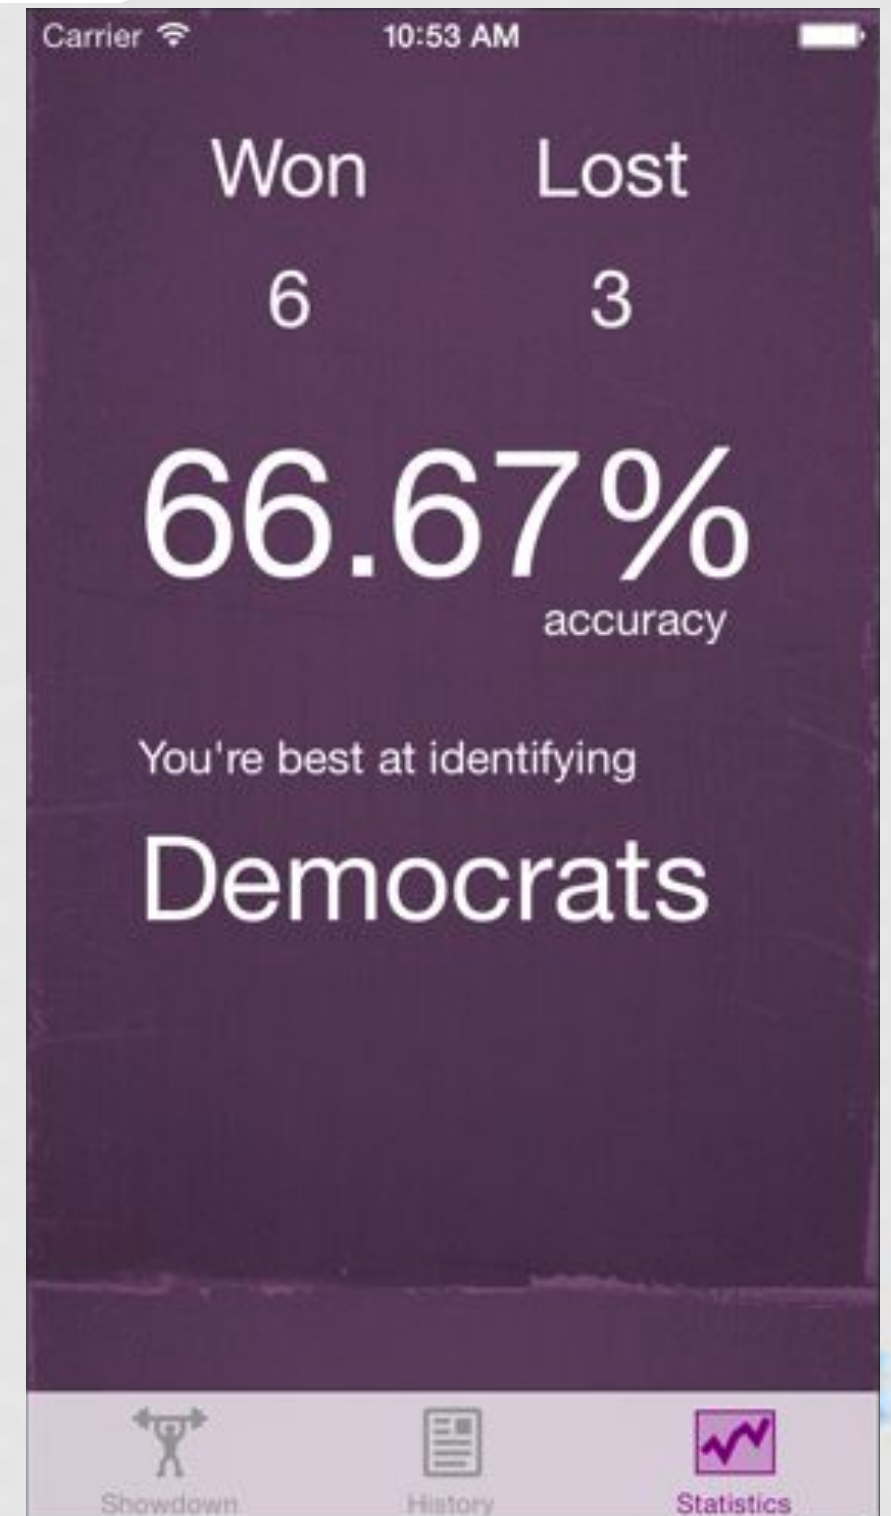 Carrier 10:53 AM
Won Lost
6 3
66.67%
accuracy
You're best at identifying
Democrats
Showdown History Statistics